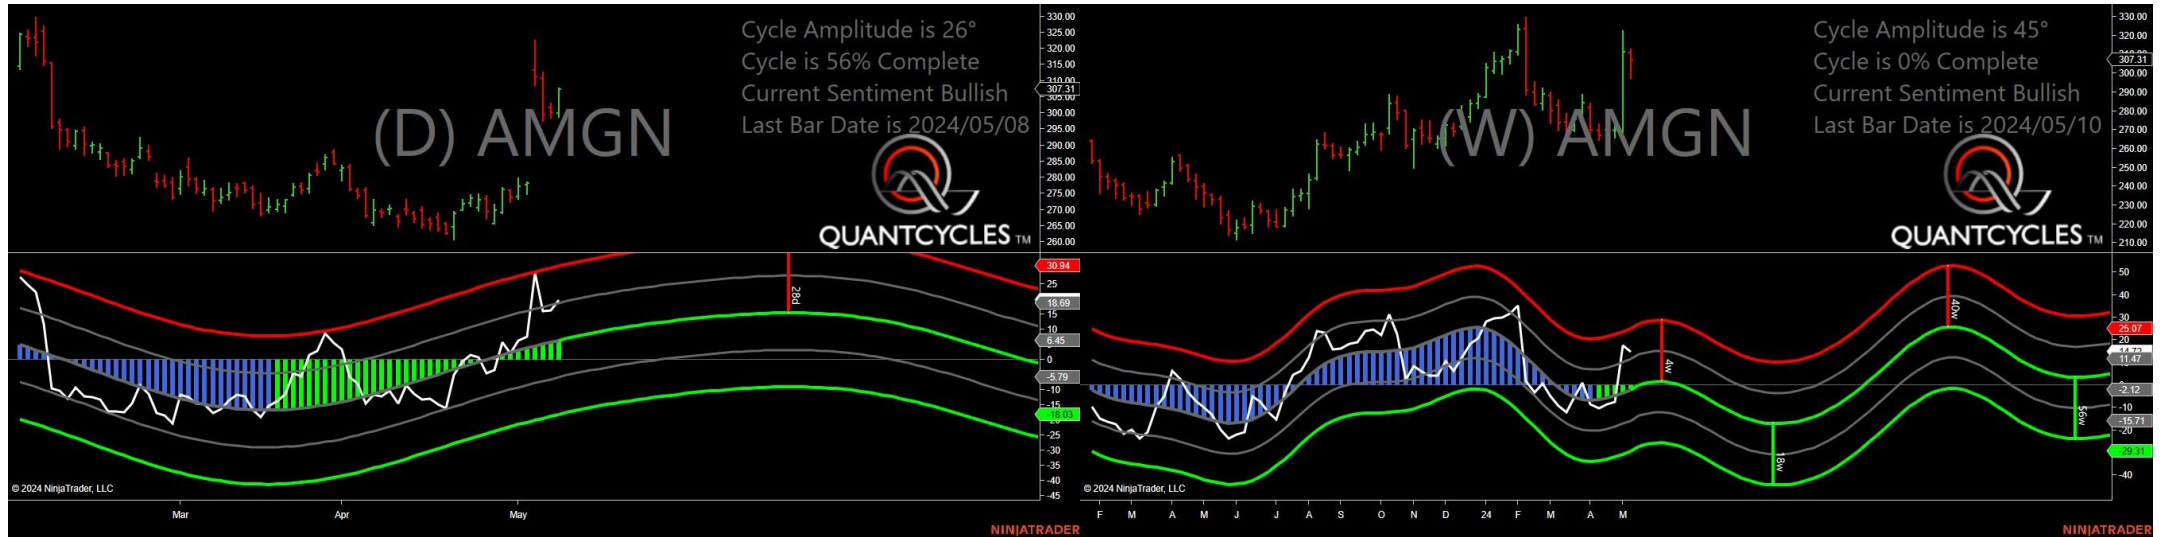 Cycle Amplitude is 26°
Cycle is 56% Complete
Current Sentiment Bullish
Last Bar Date is 2024/05/08
(D) AMGN
QUANTCYCLES TM
330.00
325.00
320.00
315.00
310.00
307.31
305.00
300.00
295.00
290.00
285.00
280.00
275.00
270.00
265.00
260.00
30.94
25
18.69
15
10
6.45
0
-5.79
-10
-15
-18.03
-25
-30
-35
-40
-45
28d
© 2024 NinjaTrader, LLC
Mar Apr May
NINJATRADER
Cycle Amplitude is 45°
Cycle is 0% Complete
Current Sentiment Bullish
Last Bar Date is 2024/05/10
(W) AMGN
QUANTCYCLES TM
330.00
320.00
310.00
307.31
300.00
290.00
280.00
270.00
260.00
250.00
240.00
230.00
220.00
210.00
50
40
30
25.07
20
11.47
-2.12
-10
-15.71
-20
-29.31
-40
4w
18w
40w
56w
© 2024 NinjaTrader, LLC
F M A M J J A S O N D 24 F M A M
NINJATRADER